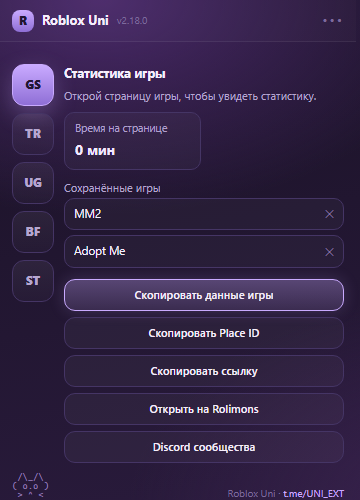 R Roblox Uni v2.18.0
GS
Статистика игры
Открой страницу игры, чтобы увидеть статистику.
TR
Время на странице
0 мин
UG
Сохранённые игры
MM2
BF
Adopt Me
ST
Скопировать данные игры
Скопировать Place ID
Скопировать ссылку
Открыть на Rolimons
Discord сообщества
/\_/\
( o.o )
> ^ <
Roblox Uni · t.me/UNI_EXT